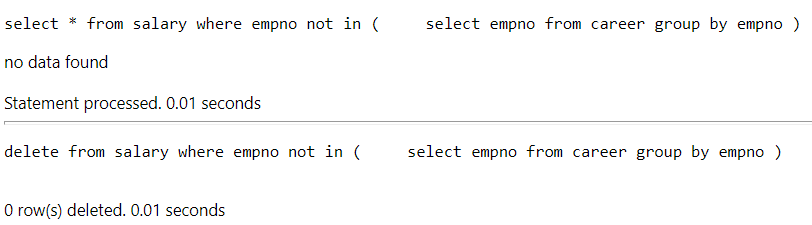 select * from salary where empno not in (     select empno from career group by empno )
no data found
Statement processed. 0.01 seconds
delete from salary where empno not in (     select empno from career group by empno )
0 row(s) deleted. 0.01 seconds